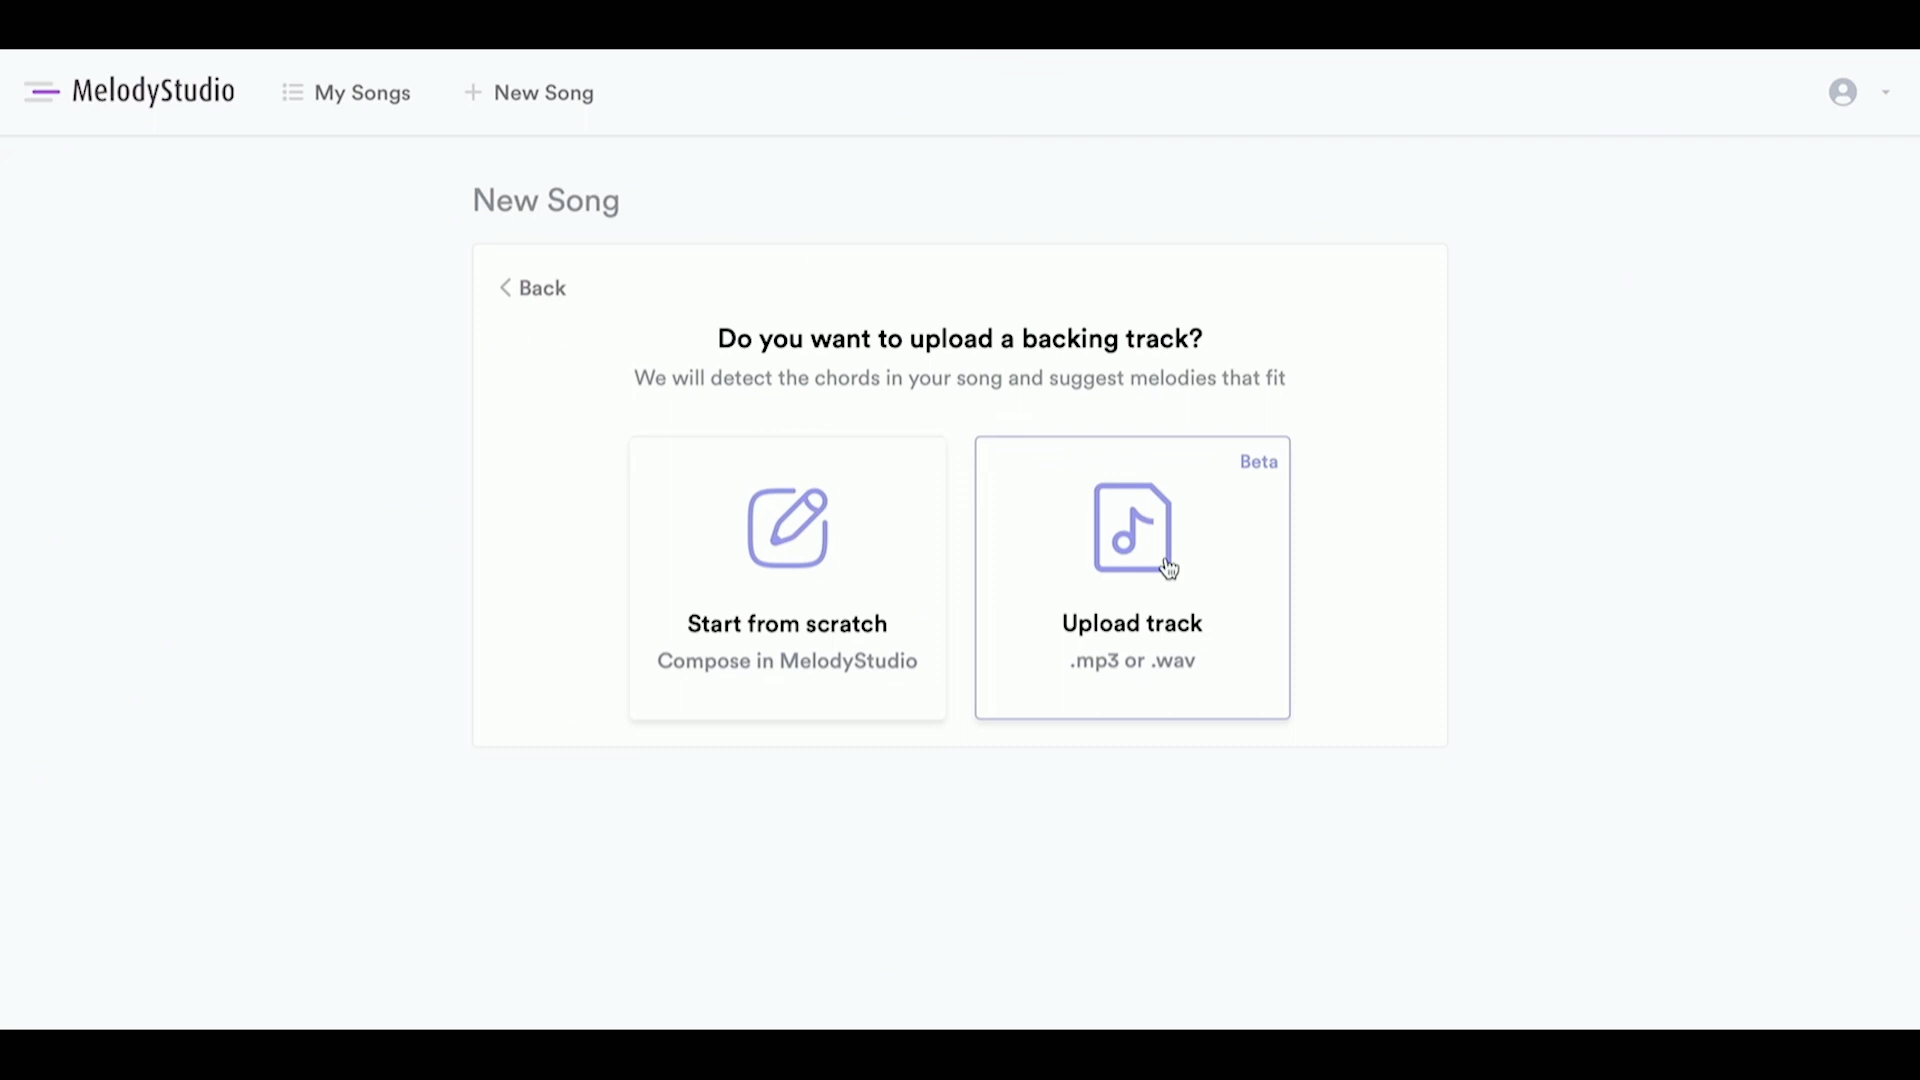 MelodyStudio
My Songs
New Song
New Song
Back
Do you want to upload a backing track?
We will detect the chords in your song and suggest melodies that fit
Start from scratch
Compose in MelodyStudio
Beta
Upload track
.mp3 or .wav